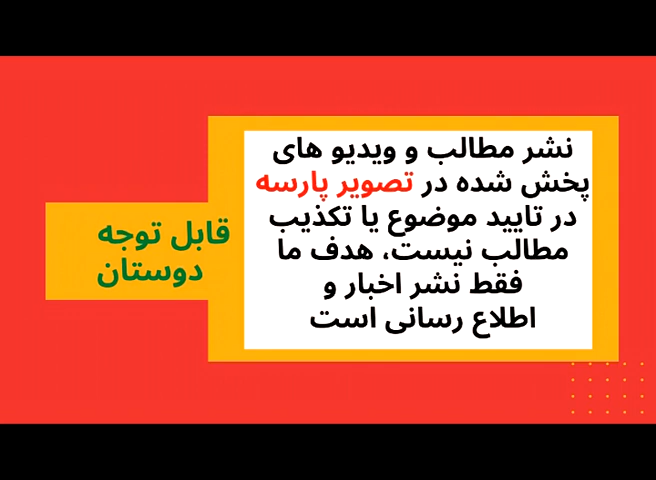 قابل توجه
دوستان
نشر مطالب و ویدیو های
پخش شده در تصویر پارسه
در تایید موضوع یا تکذیب
مطالب نیست، هدف ما
فقط نشر اخبار و
اطلاع رسانی است